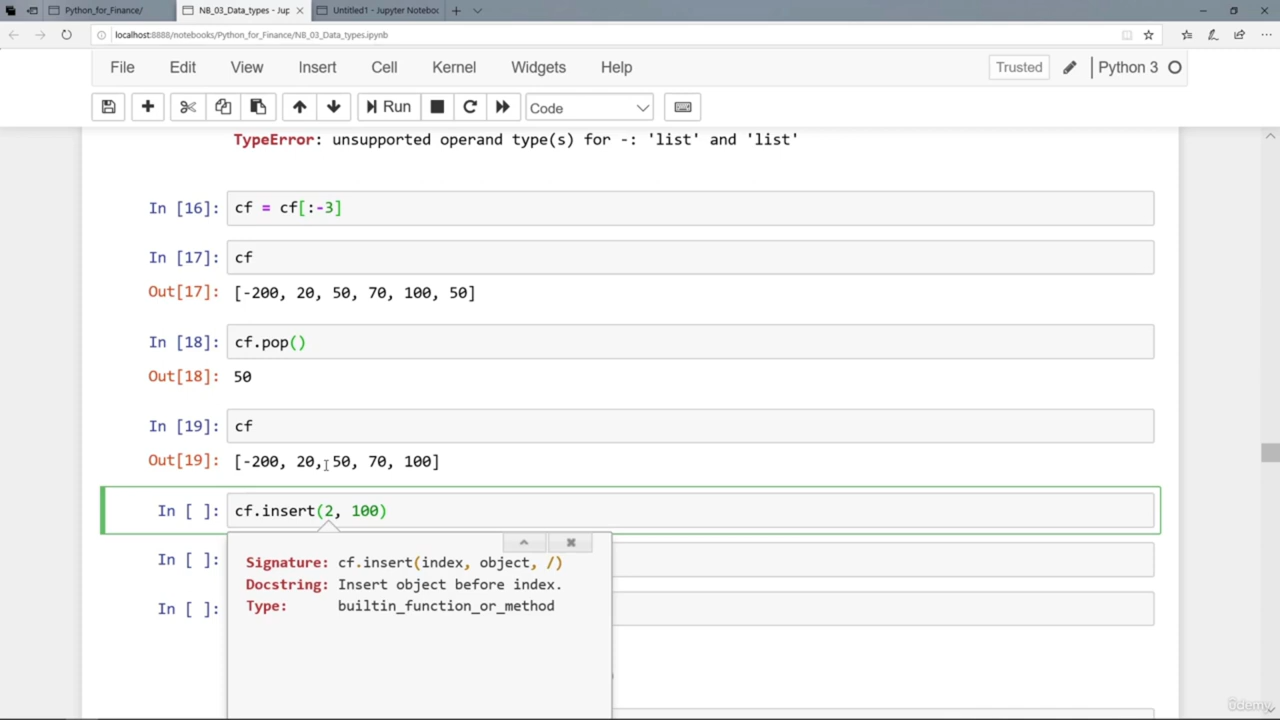 Python_for_Finance/
NB_03_Data_types - Jup
Untitled1 - Jupyter Notebook
localhost:8888/notebooks/Python_for_Finance/NB_03_Data_types.ipynb
File Edit View Insert Cell Kernel Widgets Help Trusted Python 3
Run Code
TypeError: unsupported operand type(s) for -: 'list' and 'list'
In [16]: cf = cf[:-3]
In [17]: cf
Out[17]: [-200, 20, 50, 70, 100, 50]
In [18]: cf.pop()
Out[18]: 50
In [19]: cf
Out[19]: [-200, 20, 50, 70, 100]
In [ ]: cf.insert(2, 100)
In [ ]:
In [ ]:
Signature: cf.insert(index, object, /)
Docstring: Insert object before index.
Type: builtin_function_or_method
ûdemy